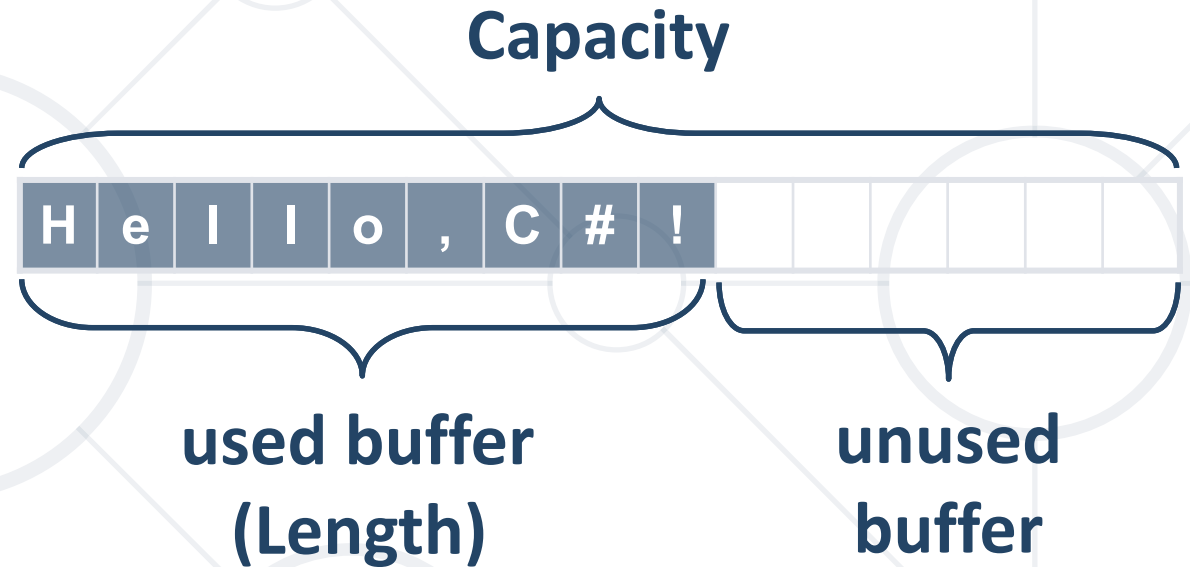 Capacity
H e l l o , C # !
used buffer
(Length)
unused
buffer